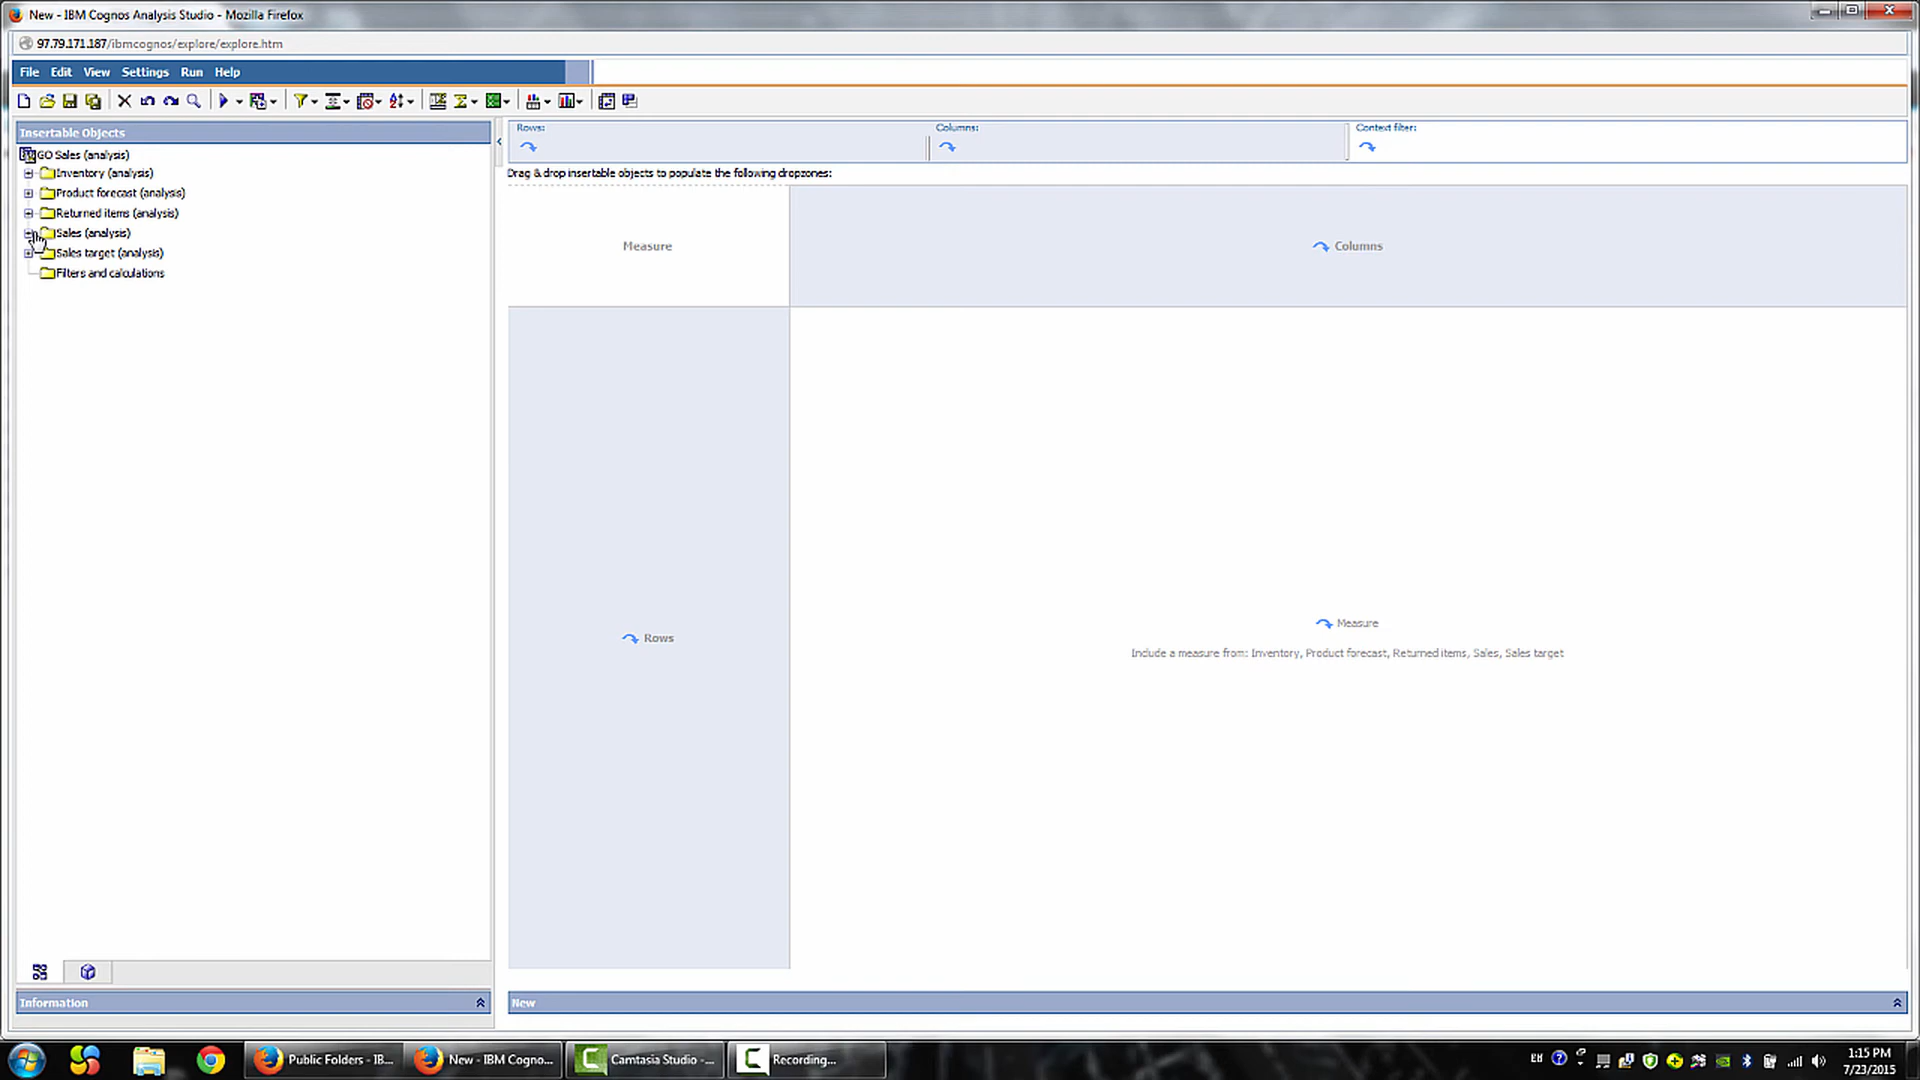 New - IBM Cognos Analysis Studio - Mozilla Firefox
97.79.171.187/ibmcognos/explore/explore.htm
File Edit View Settings Run Help
Insertable Objects
GO Sales (analysis)
Inventory (analysis)
Product forecast (analysis)
Returned items (analysis)
Sales (analysis)
Sales target (analysis)
Filters and calculations
Rows: Columns: Context filter:
Drag & drop insertable objects to populate the following dropzones:
Measure
Columns
Rows
Measure
Include a measure from: Inventory, Product forecast, Returned items, Sales, Sales target
Information
New
Public Folders - IB... New - IBM Cogno... Camtasia Studio -... Recording... EN 1:15 PM
7/23/2015